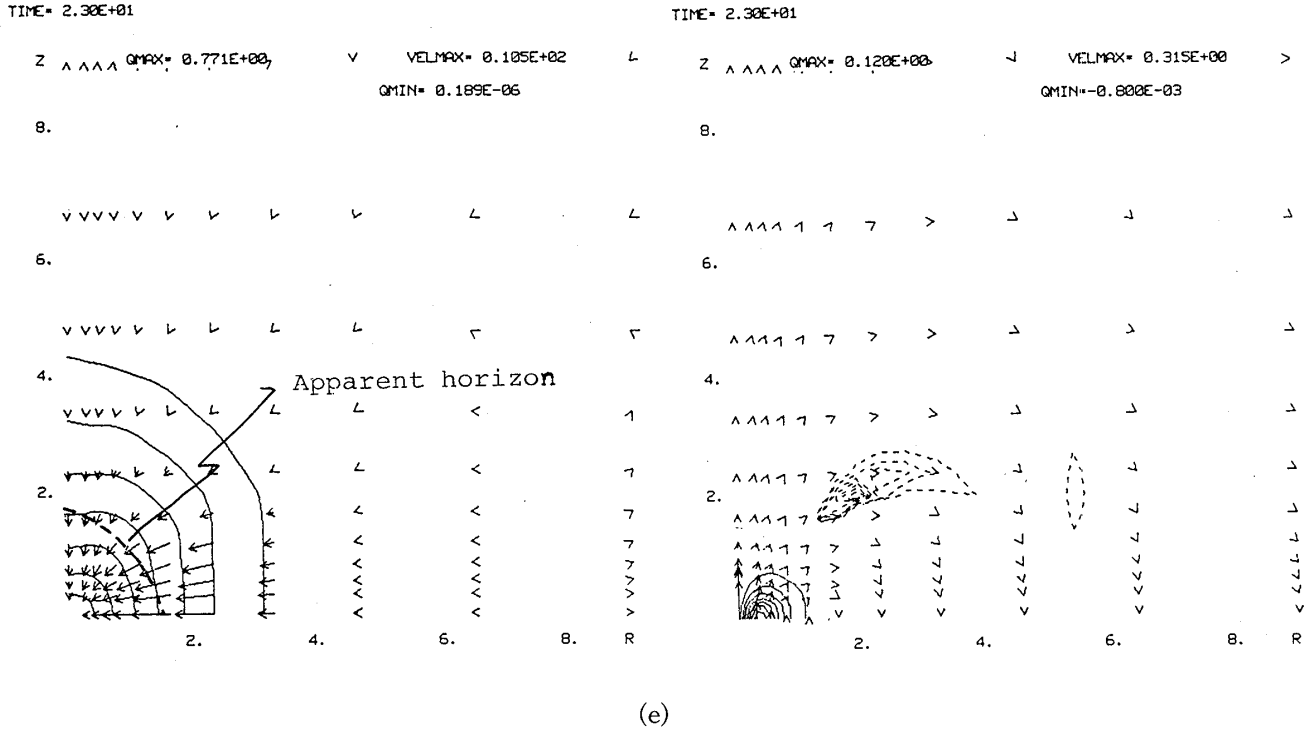 TIME= 2.30E+01
Z QMAX= 0.771E+00 VELMAX= 0.105E+02
QMIN= 0.189E-06
8.
6.
4.
Apparent horizon
2.
2. 4. 6. 8. R
TIME= 2.30E+01
Z QMAX= 0.120E+00 VELMAX= 0.315E+00
QMIN=-0.800E-03
8.
6.
4.
2.
2. 4. 6. 8. R
(e)